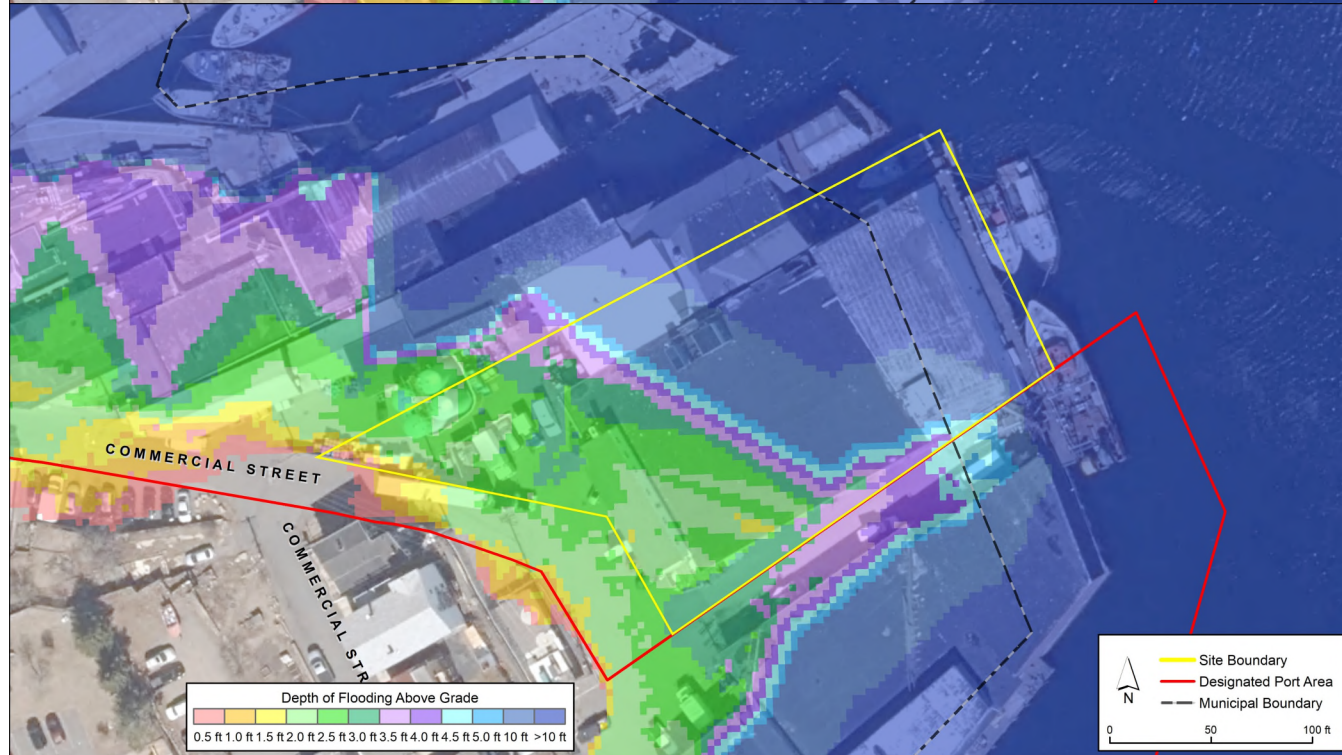 COMMERCIAL STREET
COMMERCIAL STR
Depth of Flooding Above Grade
0.5 ft 1.0 ft 1.5 ft 2.0 ft 2.5 ft 3.0 ft 3.5 ft 4.0 ft 4.5 ft 5.0 ft 10 ft >10 ft
N
Site Boundary
Designated Port Area
Municipal Boundary
0 50 100 ft